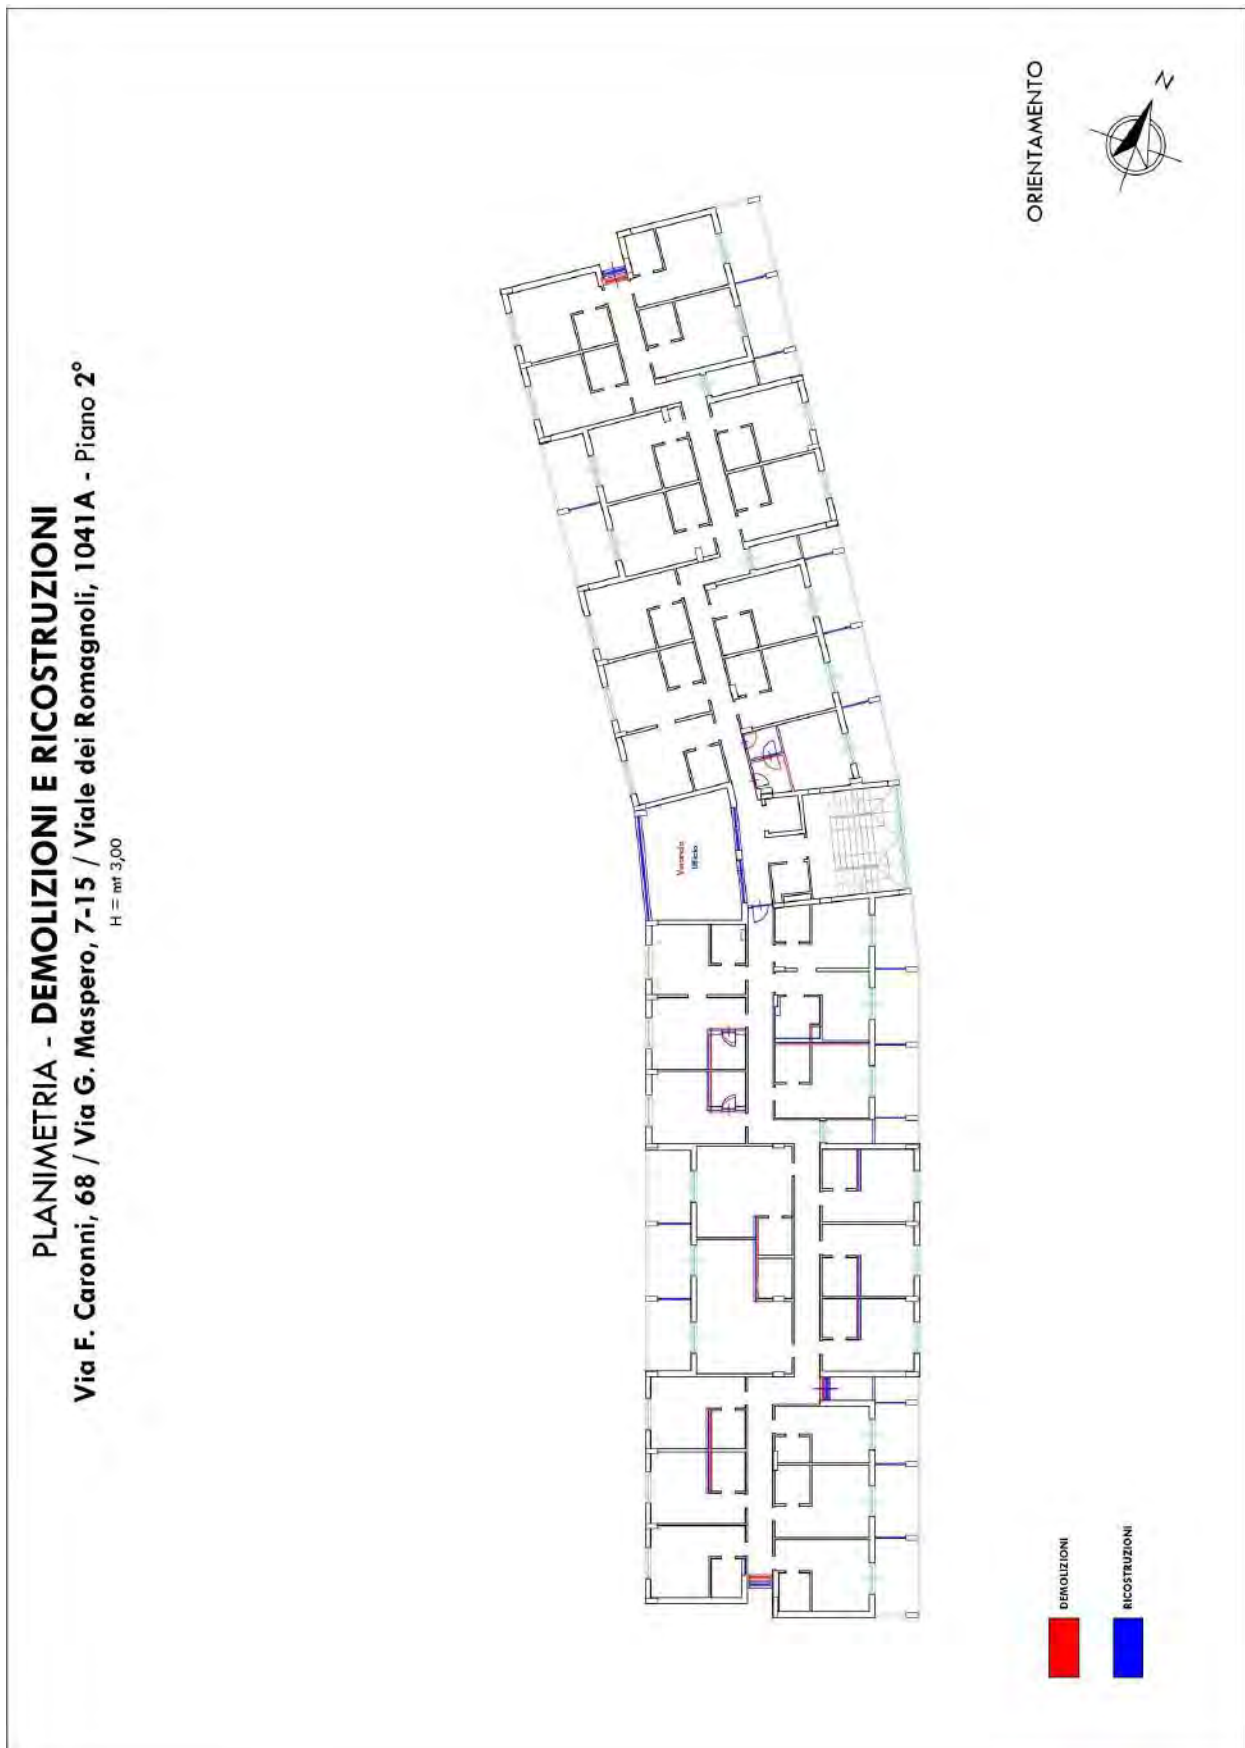 PLANIMETRIA - DEMOLIZIONI E RICOSTRUZIONI
Via F. Caronni, 68 / Via G. Maspero, 7-15 / Viale dei Romagnoli, 1041A - Piano 2°
H = mt 3,00
ORIENTAMENTO
N
Veranda
Ufficio
DEMOLIZIONI
RICOSTRUZIONI